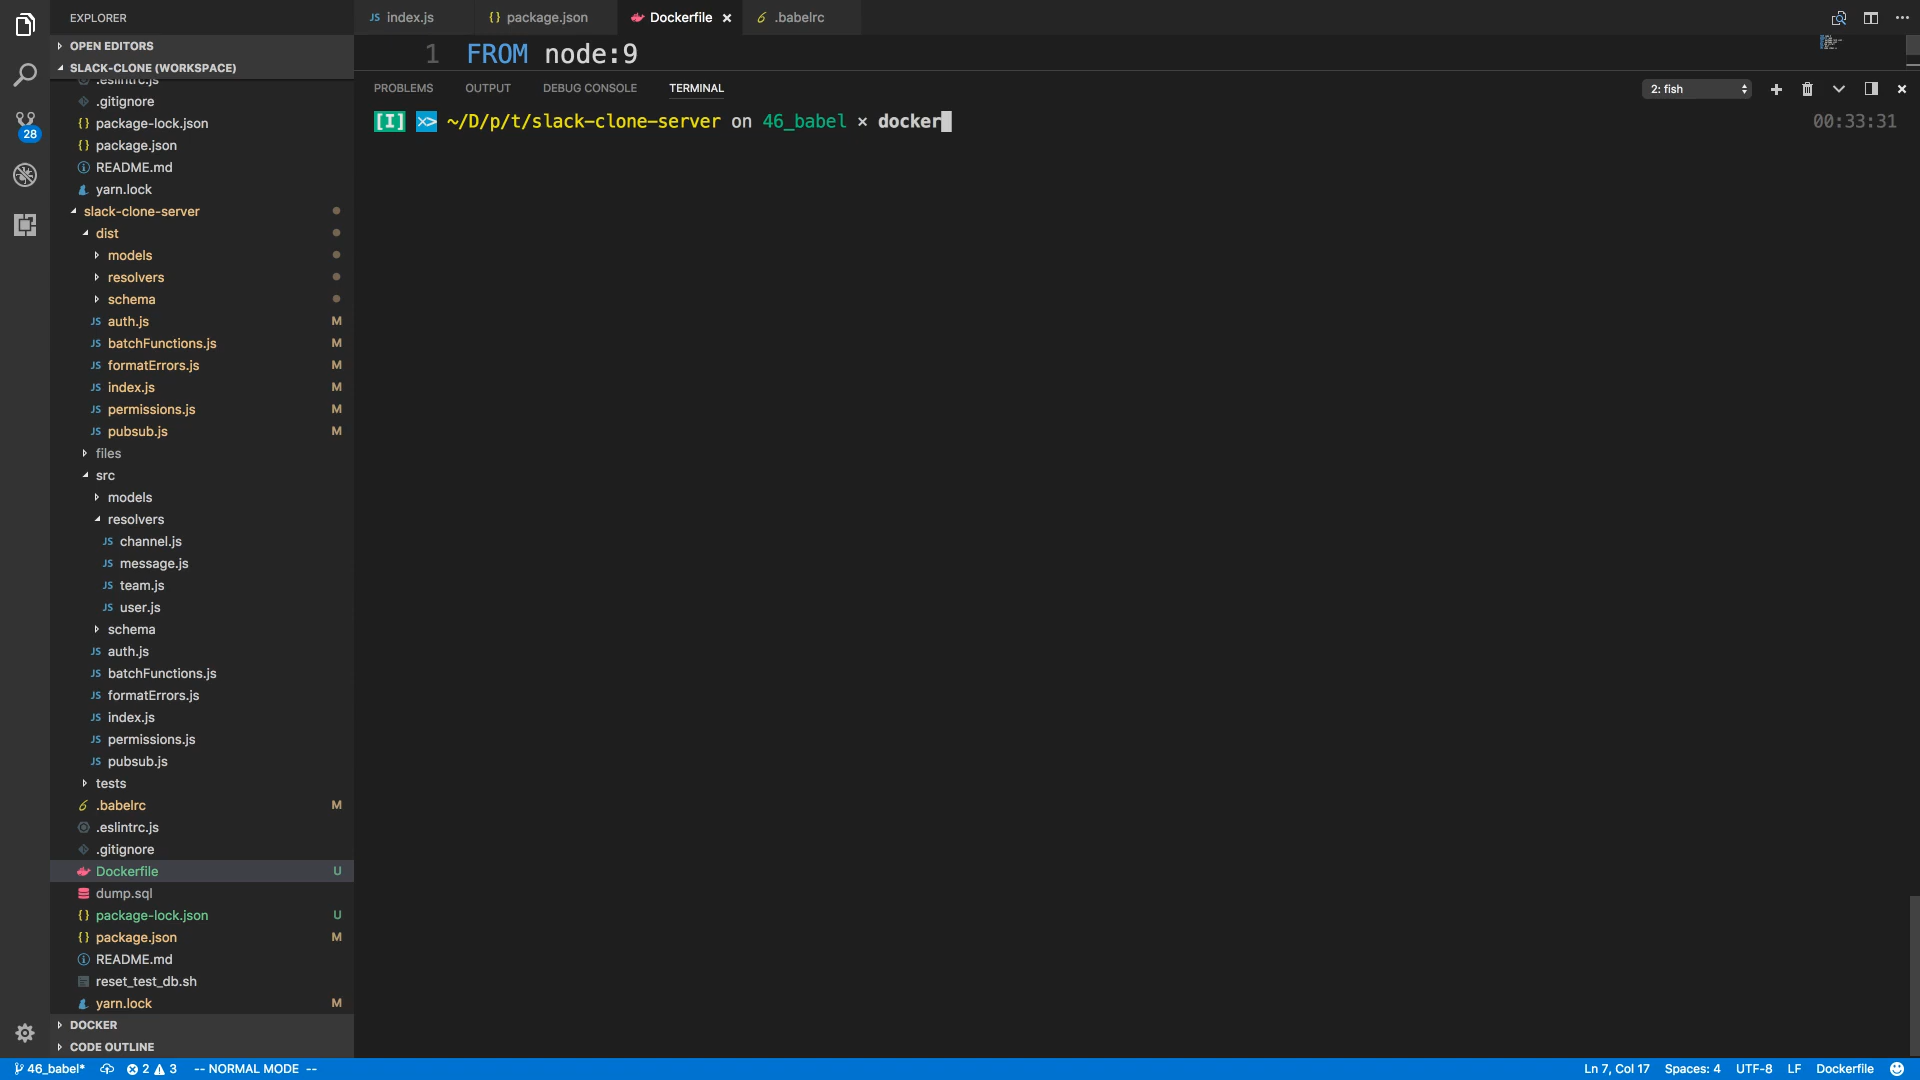 EXPLORER
OPEN EDITORS
SLACK-CLONE (WORKSPACE)
.eslintrc.js
.gitignore
package-lock.json
package.json
README.md
yarn.lock
slack-clone-server
dist
models
resolvers
schema
auth.js M
batchFunctions.js M
formatErrors.js M
index.js M
permissions.js M
pubsub.js M
files
src
models
resolvers
channel.js
message.js
team.js
user.js
schema
auth.js
batchFunctions.js
formatErrors.js
index.js
permissions.js
pubsub.js
tests
.babelrc M
.eslintrc.js
.gitignore
Dockerfile U
dump.sql
package-lock.json U
package.json M
README.md
reset_test_db.sh
yarn.lock M
DOCKER
CODE OUTLINE
28
JS index.js {} package.json Dockerfile × .babelrc
1 FROM node:9
PROBLEMS OUTPUT DEBUG CONSOLE TERMINAL 2: fish
[I] >> ~/D/p/t/slack-clone-server on 46_babel × docker 00:33:31
46_babel* 2 3 -- NORMAL MODE -- Ln 7, Col 17 Spaces: 4 UTF-8 LF Dockerfile